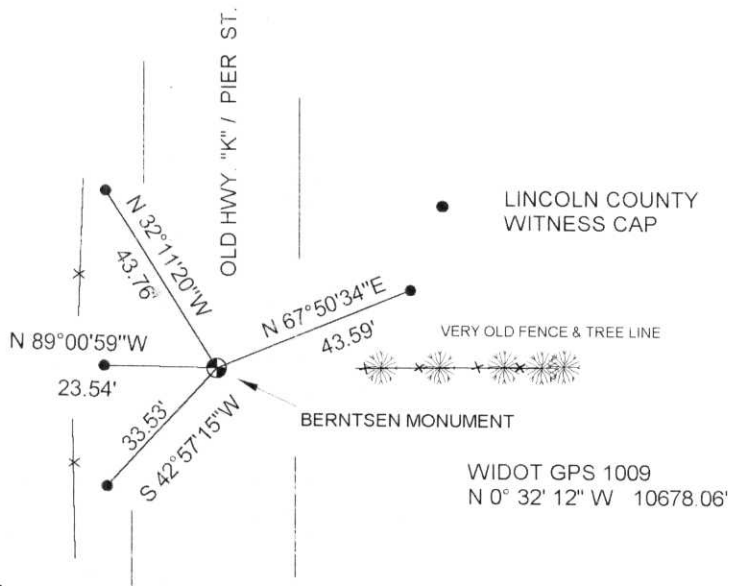 OLD HWY. "K" / PIER ST.
LINCOLN COUNTY
WITNESS CAP
N 32°11'20"W
43.76'
N 67°50'34"E
43.59'
VERY OLD FENCE & TREE LINE
N 89°00'59"W
23.54'
33.53'
S 42°57'15"W
BERNTSEN MONUMENT
WIDOT GPS 1009
N 0° 32' 12" W 10678.06'